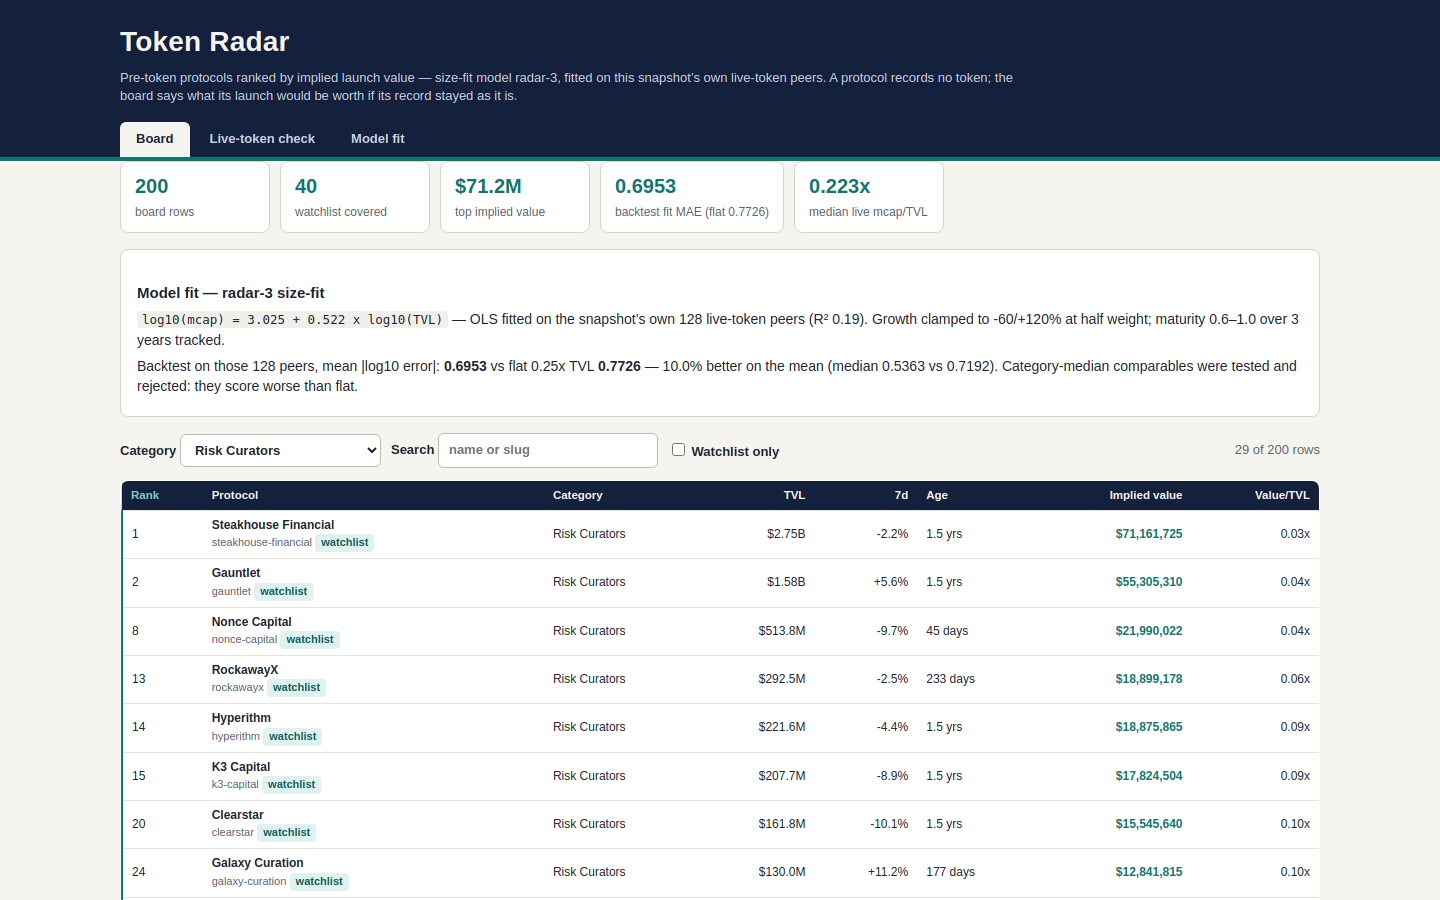 Token Radar
Pre-token protocols ranked by implied launch value — size-fit model radar-3, fitted on this snapshot's own live-token peers. A protocol records no token; the
board says what its launch would be worth if its record stayed as it is.
Board Live-token check Model fit
200 40 $71.2M 0.6953 0.223x
board rows watchlist covered top implied value backtest fit MAE (flat 0.7726) median live mcap/TVL
Model fit — radar-3 size-fit
log10(mcap) = 3.025 + 0.522 x log10(TVL) — OLS fitted on the snapshot's own 128 live-token peers (R² 0.19). Growth clamped to -60/+120% at half weight; maturity 0.6–1.0 over 3
years tracked.
Backtest on those 128 peers, mean |log10 error|: 0.6953 vs flat 0.25x TVL 0.7726 — 10.0% better on the mean (median 0.5363 vs 0.7192). Category-median comparables were tested and
rejected: they score worse than flat.
Category Risk Curators Search name or slug Watchlist only 29 of 200 rows
Rank Protocol Category TVL 7d Age Implied value Value/TVL
1 Steakhouse Financial Risk Curators $2.75B -2.2% 1.5 yrs $71,161,725 0.03x
steakhouse-financial watchlist
2 Gauntlet Risk Curators $1.58B +5.6% 1.5 yrs $55,305,310 0.04x
gauntlet watchlist
8 Nonce Capital Risk Curators $513.8M -9.7% 45 days $21,990,022 0.04x
nonce-capital watchlist
13 RockawayX Risk Curators $292.5M -2.5% 233 days $18,899,178 0.06x
rockawayx watchlist
14 Hyperithm Risk Curators $221.6M -4.4% 1.5 yrs $18,875,865 0.09x
hyperithm watchlist
15 K3 Capital Risk Curators $207.7M -8.9% 1.5 yrs $17,824,504 0.09x
k3-capital watchlist
20 Clearstar Risk Curators $161.8M -10.1% 1.5 yrs $15,545,640 0.10x
clearstar watchlist
24 Galaxy Curation Risk Curators $130.0M +11.2% 177 days $12,841,815 0.10x
galaxy-curation watchlist